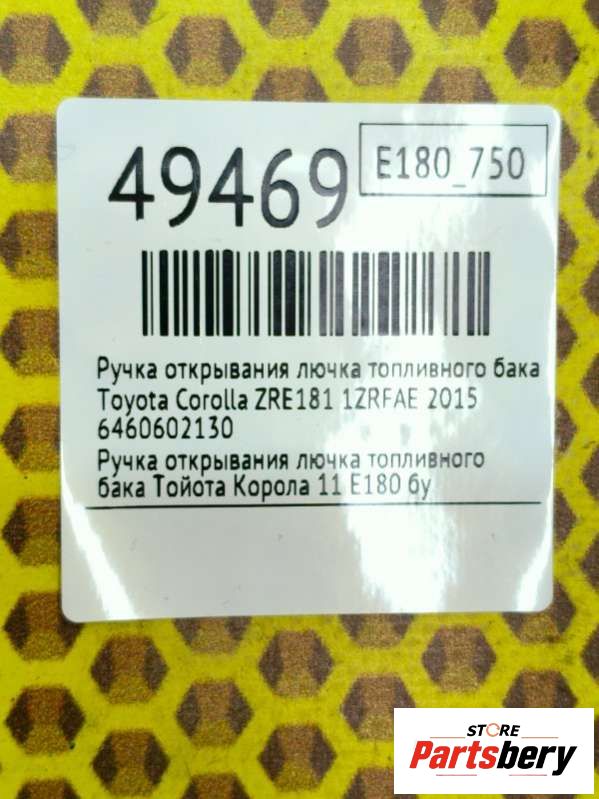 49469
E180_750
Ручка открывания лючка топливного бака
Toyota Corolla ZRE181 1ZRFAE 2015
6460602130
Ручка открывания лючка топливного
бака Тойота Корола 11 E180 бу
STORE
Partsbery